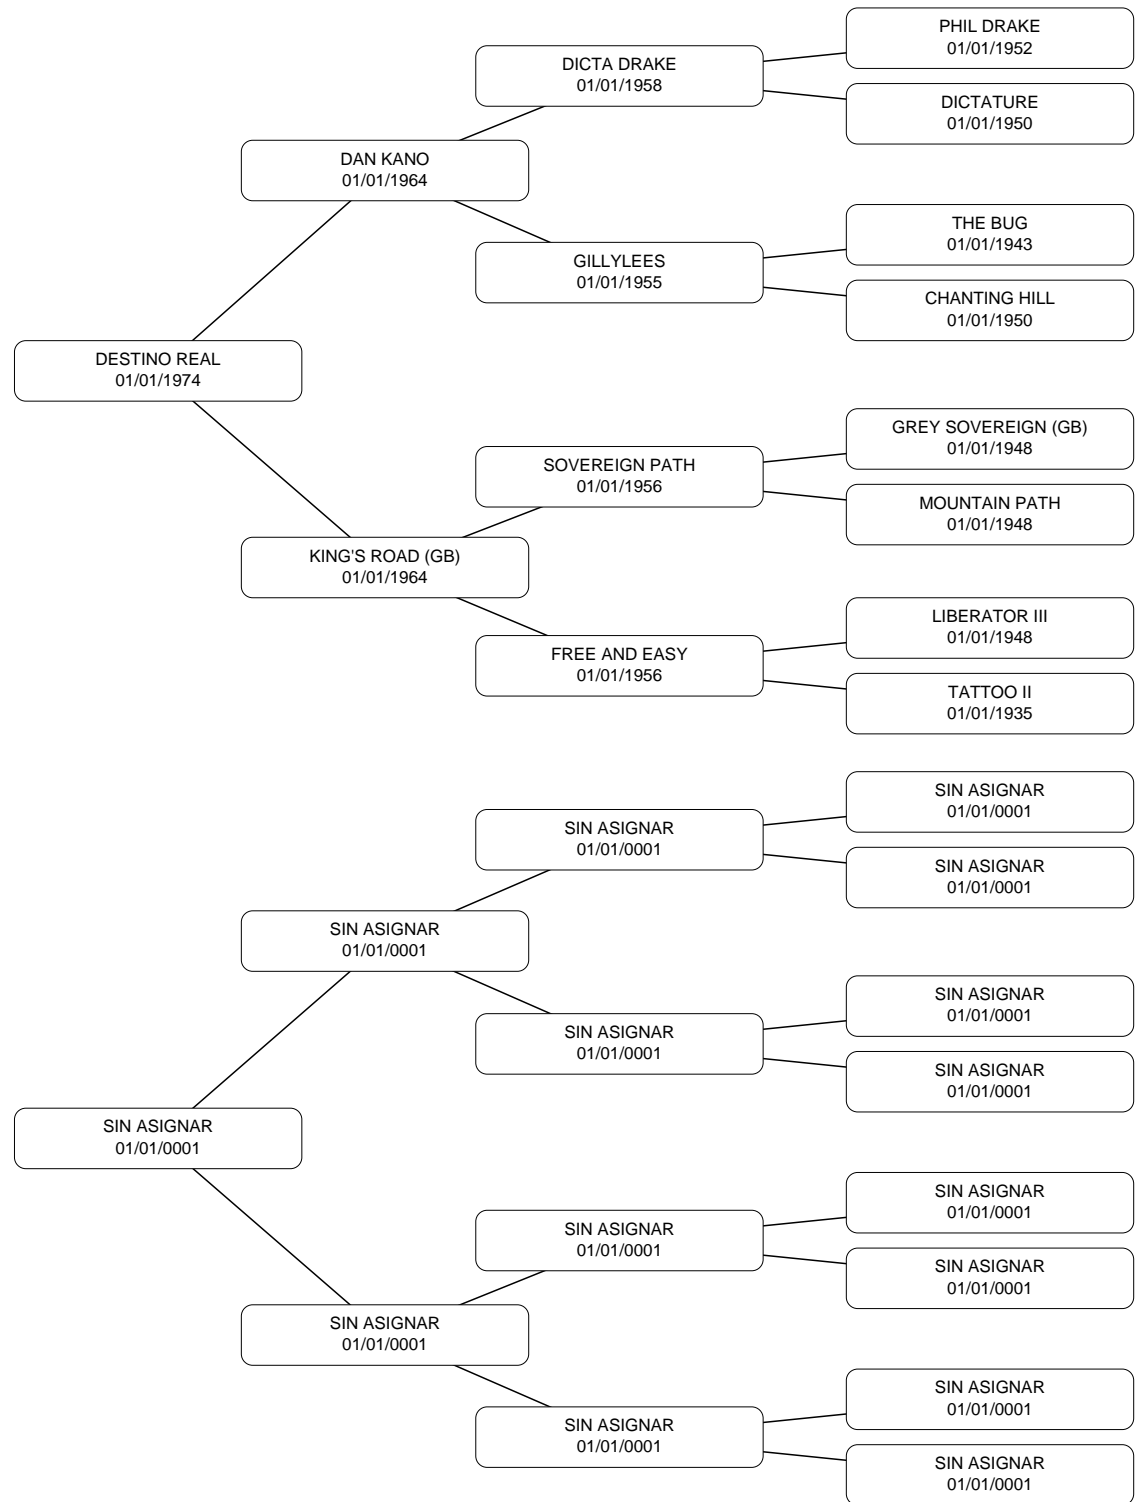 PHIL DRAKE
01/01/1952
DICTA DRAKE
01/01/1958
DICTATURE
01/01/1950
DAN KANO
01/01/1964
THE BUG
01/01/1943
GILLYLEES
01/01/1955
CHANTING HILL
01/01/1950
DESTINO REAL
01/01/1974
GREY SOVEREIGN (GB)
01/01/1948
SOVEREIGN PATH
01/01/1956
MOUNTAIN PATH
01/01/1948
KING'S ROAD (GB)
01/01/1964
LIBERATOR III
01/01/1948
FREE AND EASY
01/01/1956
TATTOO II
01/01/1935
SIN ASIGNAR
01/01/0001
SIN ASIGNAR
01/01/0001
SIN ASIGNAR
01/01/0001
SIN ASIGNAR
01/01/0001
SIN ASIGNAR
01/01/0001
SIN ASIGNAR
01/01/0001
SIN ASIGNAR
01/01/0001
SIN ASIGNAR
01/01/0001
SIN ASIGNAR
01/01/0001
SIN ASIGNAR
01/01/0001
SIN ASIGNAR
01/01/0001
SIN ASIGNAR
01/01/0001
SIN ASIGNAR
01/01/0001
SIN ASIGNAR
01/01/0001
SIN ASIGNAR
01/01/0001